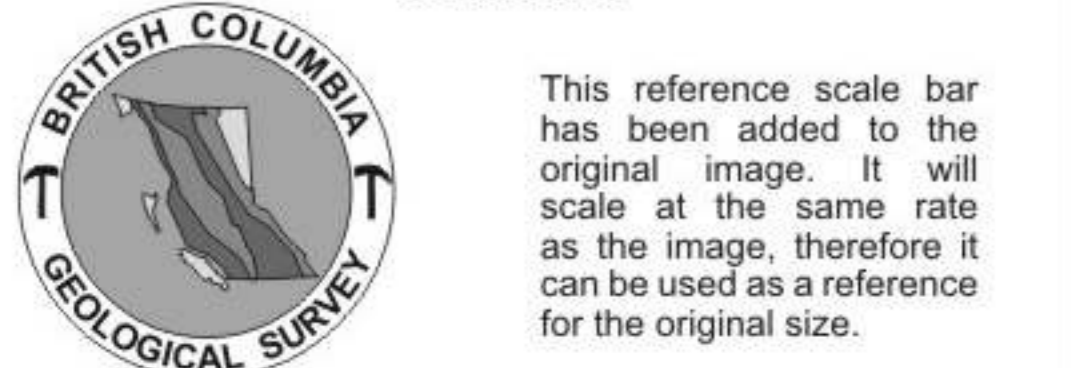 BRITISH COLUMBIA
GEOLOGICAL SURVEY
This reference scale bar
has been added to the
original image. It will
scale at the same rate
as the image, therefore it
can be used as a reference
for the original size.